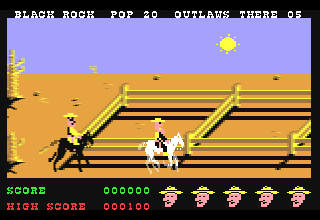 BLACK ROCK POP 20 OUTLAWS THERE 05
SCORE 000000
HIGH SCORE 000100